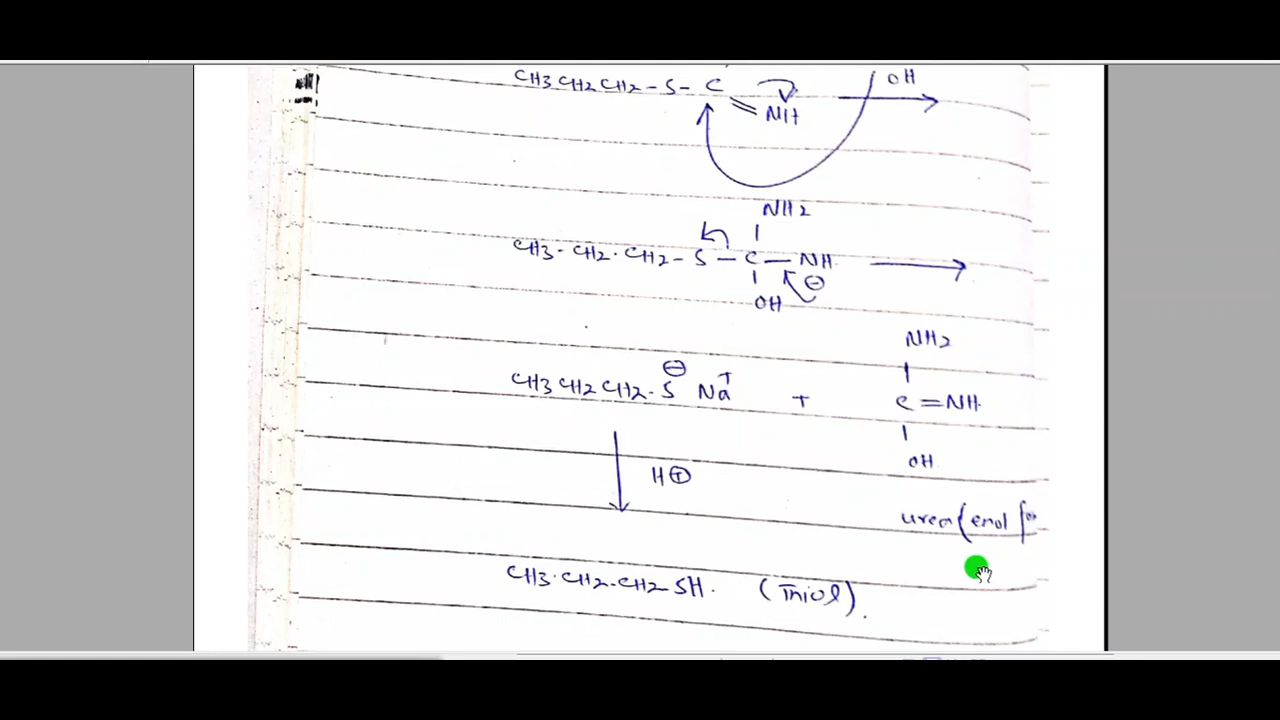 CH3 CH2 CH2 - S - C OH
NH
NH2
CH3 - CH2 · CH2 - S - C - NH
⊖
OH
NH2
⊖
CH3 CH2 CH2 - S Na+ + C = NH
OH
H⊕
urea (enol
CH3 · CH2 - CH2 - SH. (Thiol).